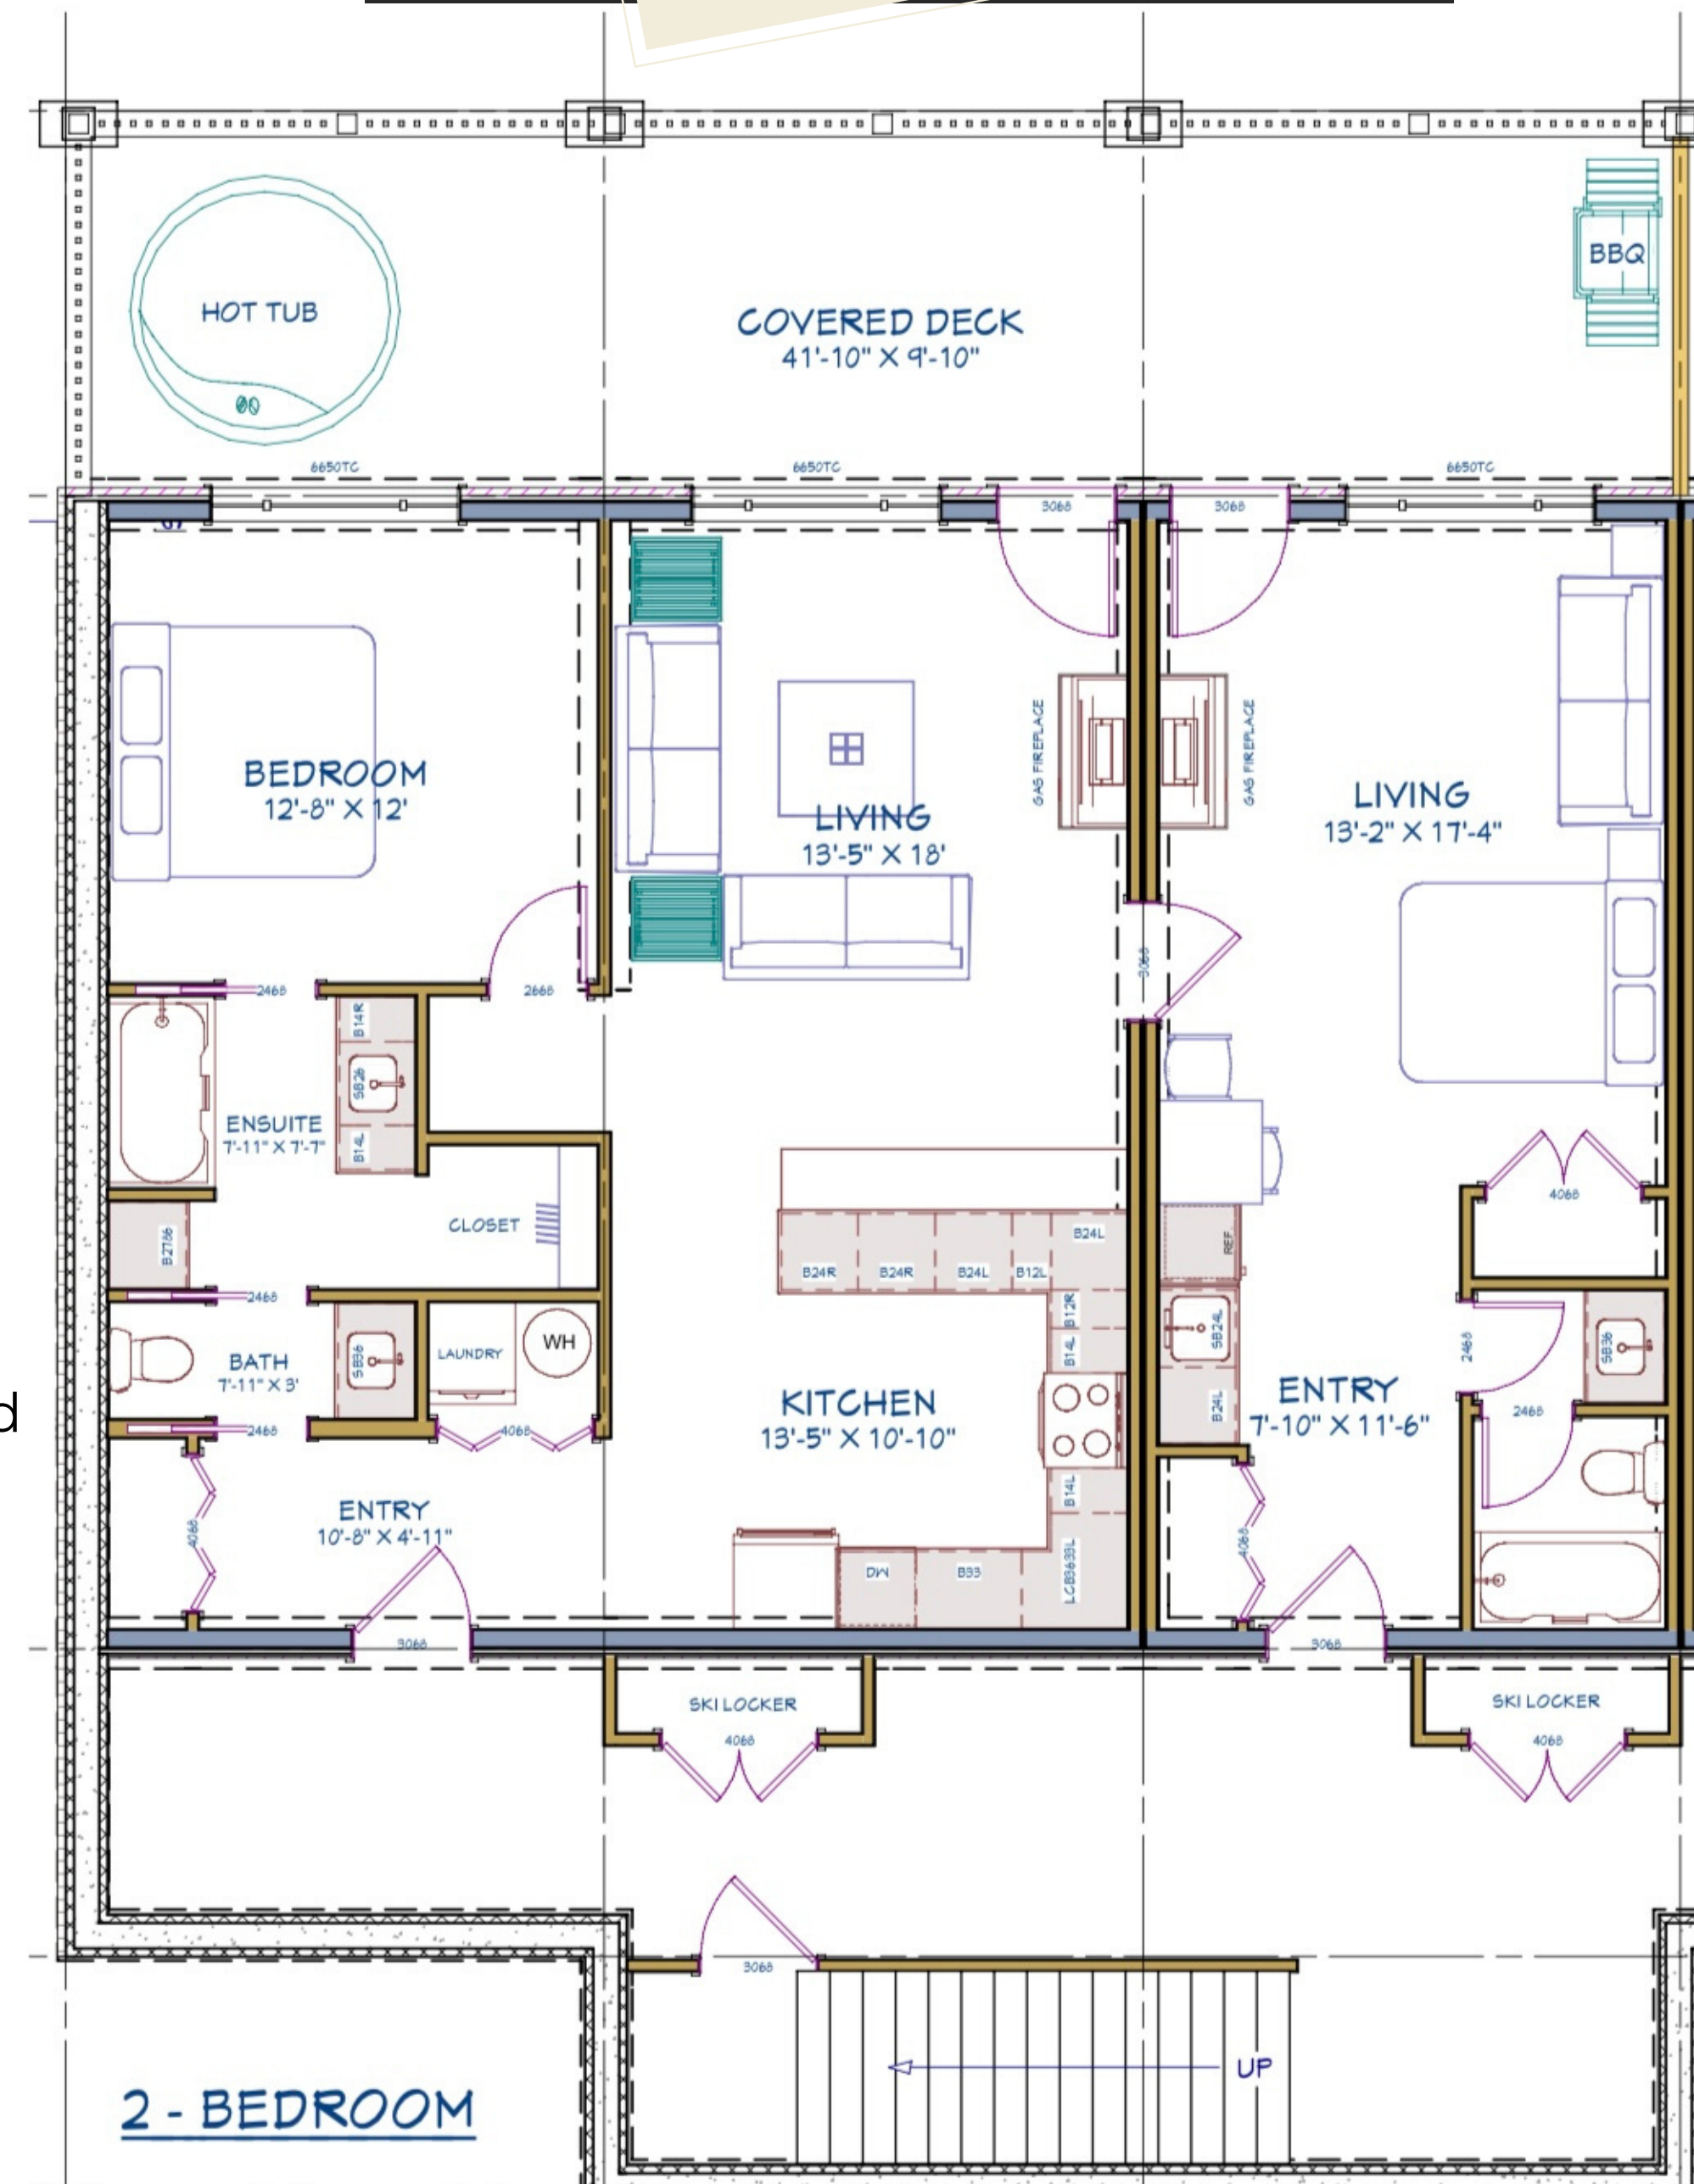 HOT TUB
BBQ
COVERED DECK
41'-10" X 9'-10"
6650TC
6650TC
6650TC
3068
3068
BEDROOM
12'-8" X 12'
LIVING
13'-5" X 18'
GAS FIREPLACE
GAS FIREPLACE
LIVING
13'-2" X 17'-4"
3068
2468
2668
B14R
SB26
B14L
ENSUITE
7'-11" X 7'-7"
CLOSET
4068
B24L
B24R
B24R
B24L
B12L
REF
B12R
B14L
SB24L
B24L
2468
SB36
2468
2468
BATH
7'-11" X 3'
SB36
LAUNDRY
WH
2468
4068
KITCHEN
13'-5" X 10'-10"
ENTRY
7'-10" X 11'-6"
d
ENTRY
10'-8" X 4'-11"
4068
B14L
DW
B33
LCB3633L
4068
3068
3068
SKI LOCKER
4068
SKI LOCKER
4068
3068
UP
2 - BEDROOM